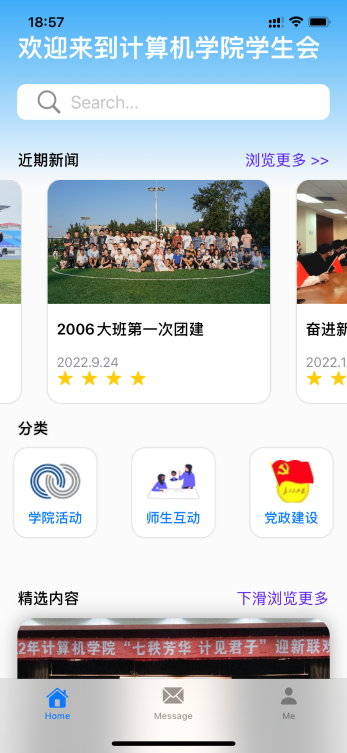 18:57
欢迎来到计算机学院学生会
Search...
近期新闻
浏览更多 >>
2006大班第一次团建
2022.9.24
奋进新
2022.1
分类
学院活动
师生互动
党政建设
精选内容
下滑浏览更多
2年计算机学院“七秩芳华 计见君子”迎新联欢
Home
Message
Me